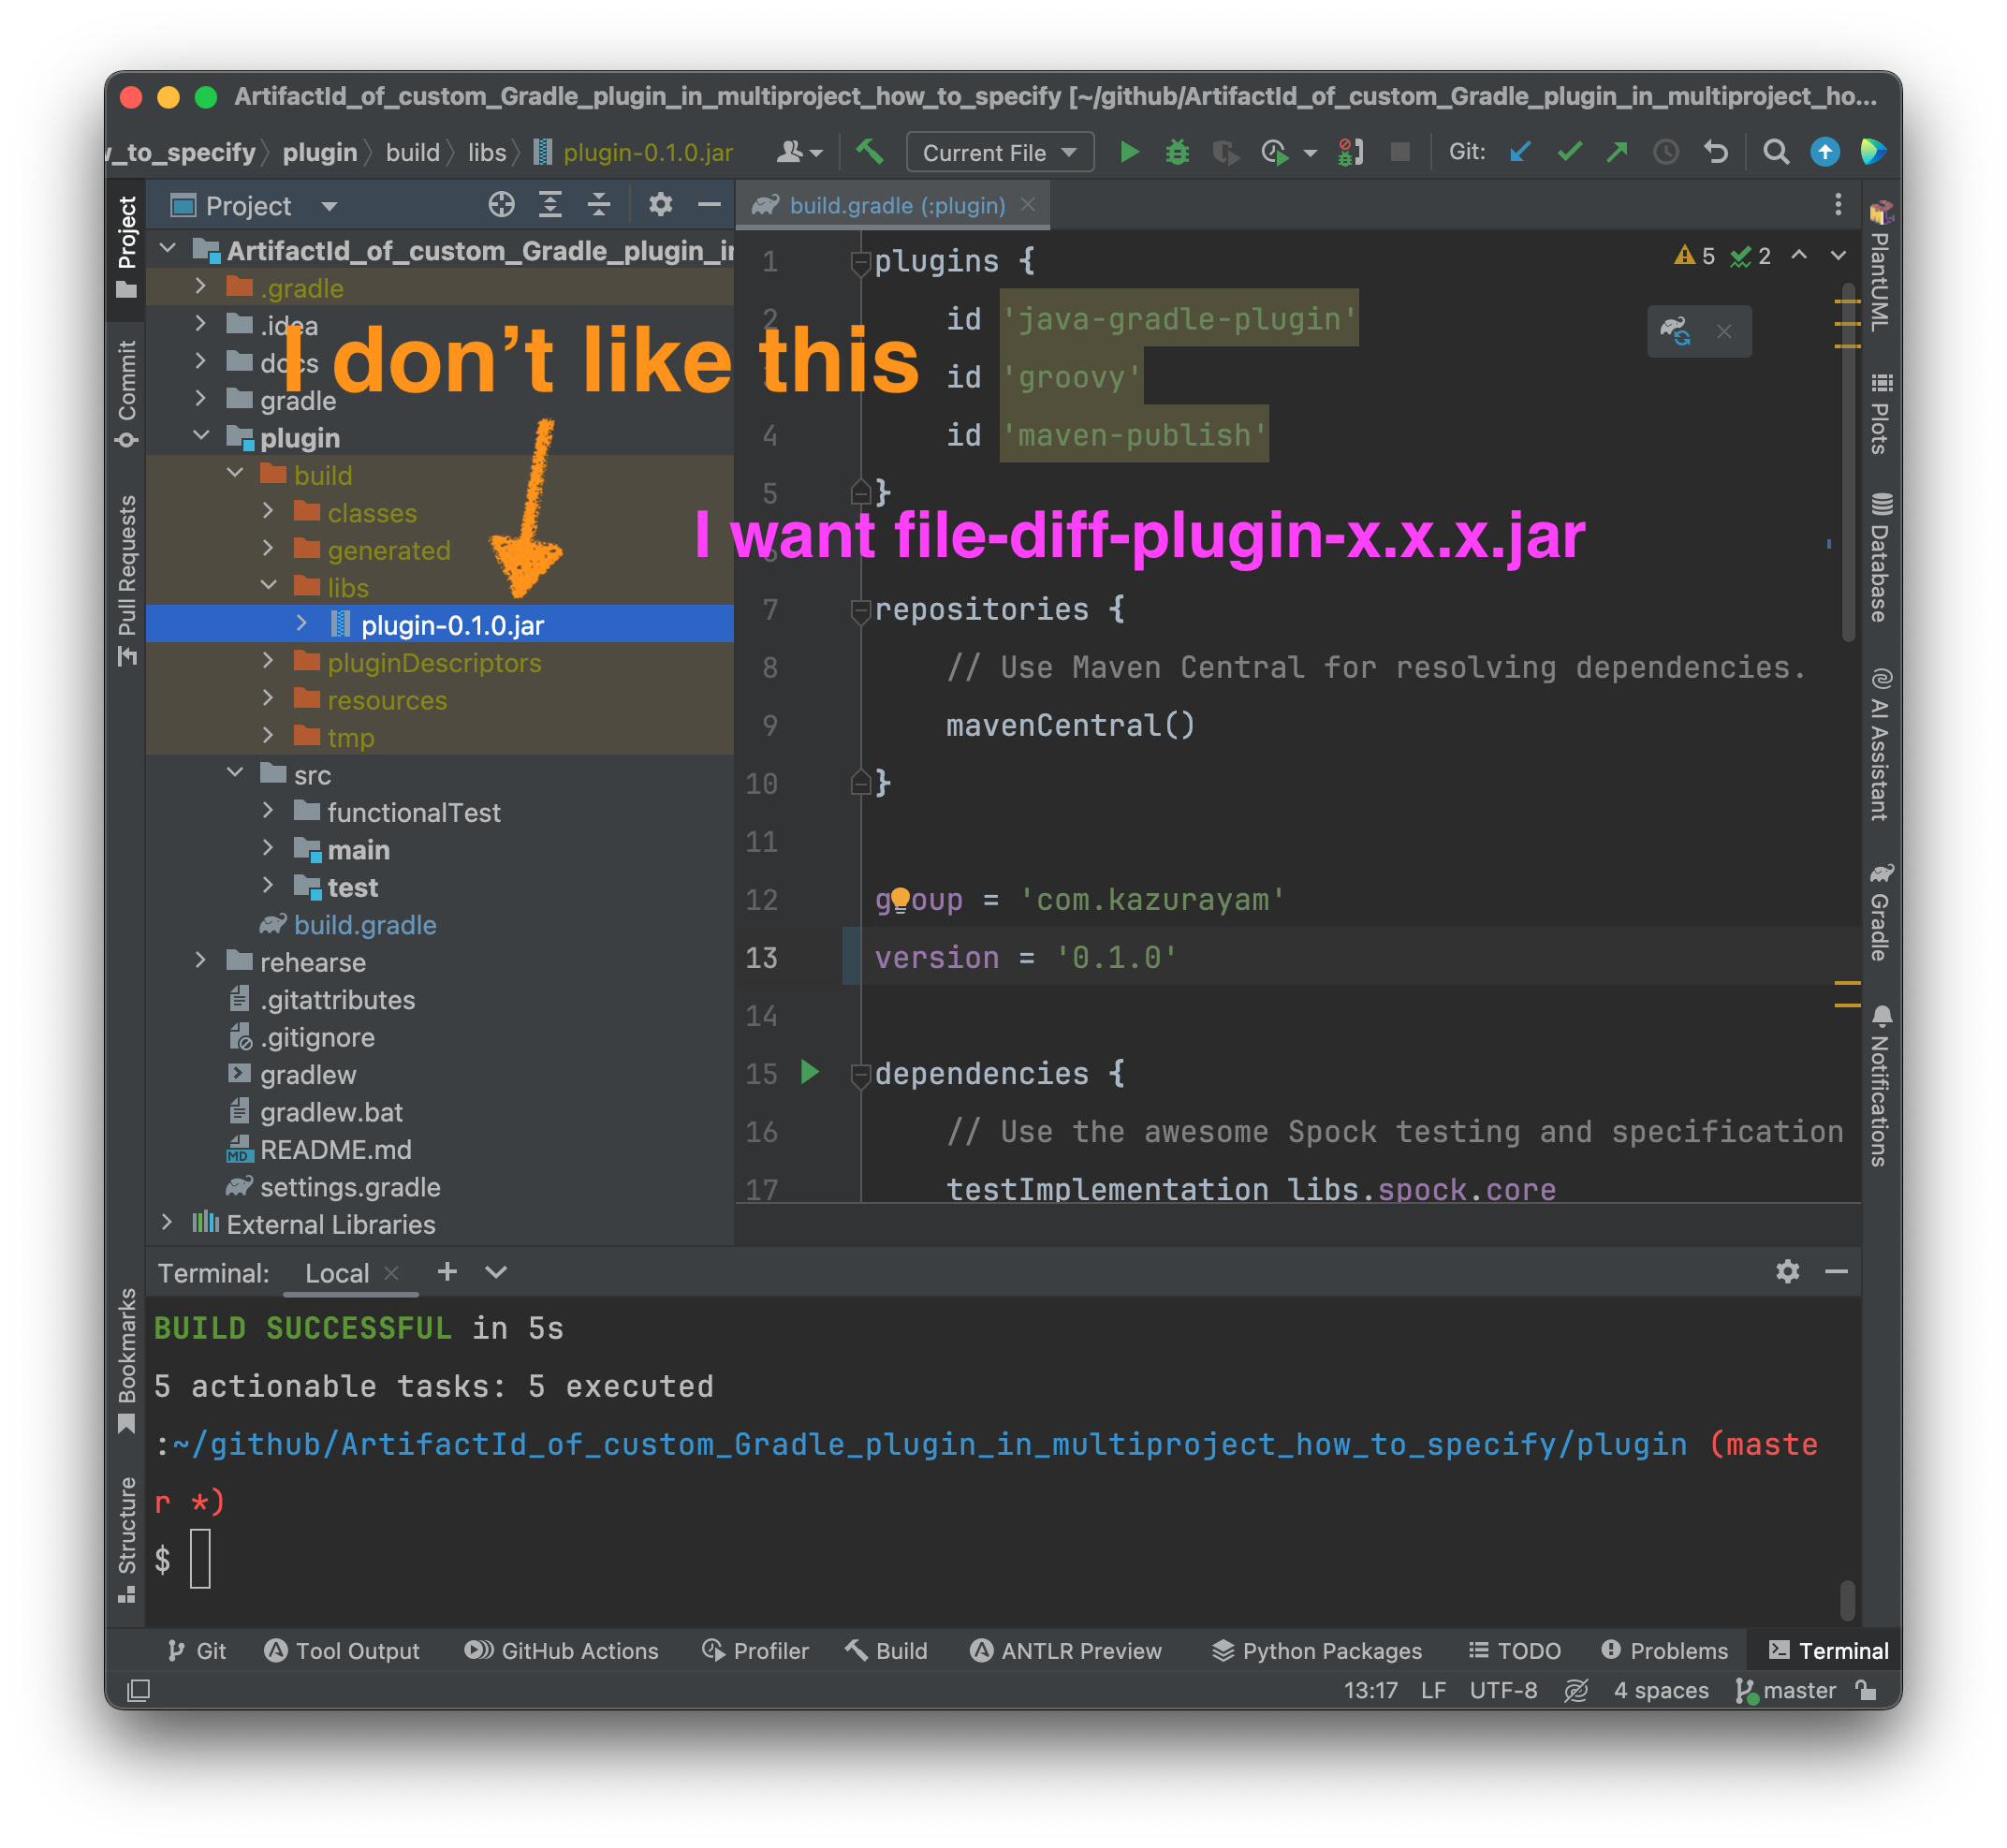 ArtifactId_of_custom_Gradle_plugin_in_multiproject_how_to_specify [~/github/ArtifactId_of_custom_Gradle_plugin_in_multiproject_ho...
_to_specify plugin build libs plugin-0.1.0.jar Current File Git:
Project
build.gradle (:plugin)
ArtifactId_of_custom_Gradle_plugin_i
.gradle
.idea
docs
gradle
plugin
build
classes
generated
libs
plugin-0.1.0.jar
pluginDescriptors
resources
tmp
src
functionalTest
main
test
build.gradle
rehearse
.gitattributes
.gitignore
gradlew
gradlew.bat
README.md
settings.gradle
External Libraries
I don't like this
I want file-diff-plugin-x.x.x.jar
5 2
1 plugins {
2 id 'java-gradle-plugin'
id 'groovy'
4 id 'maven-publish'
5 }
7 repositories {
8 // Use Maven Central for resolving dependencies.
9 mavenCentral()
10 }
11
12 group = 'com.kazurayam'
13 version = '0.1.0'
14
15 dependencies {
16 // Use the awesome Spock testing and specification
17 testImplementation libs.spock.core
Project
Commit
Pull Requests
Bookmarks
Structure
PlantUML
Plots
Database
AI Assistant
Gradle
Notifications
Terminal: Local
BUILD SUCCESSFUL in 5s
5 actionable tasks: 5 executed
:~/github/ArtifactId_of_custom_Gradle_plugin_in_multiproject_how_to_specify/plugin (maste
r *)
$
Git Tool Output GitHub Actions Profiler Build ANTLR Preview Python Packages TODO Problems Terminal
13:17 LF UTF-8 4 spaces master